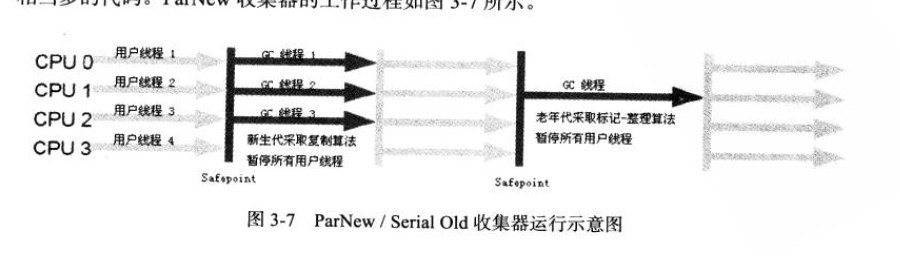 相当多的代码。ParNew 收集器的工作过程如图 3-7 所示。
CPU 0 用户线程 1 GC 线程 1
CPU 1 用户线程 2 GC 线程 2 GC 线程
CPU 2 用户线程 3 GC 线程 3 老年代采取标记-整理算法
CPU 3 用户线程 4 新生代采取复制算法 暂停所有用户线程
暂停所有用户线程
Safepoint Safepoint
图 3-7 ParNew / Serial Old 收集器运行示意图